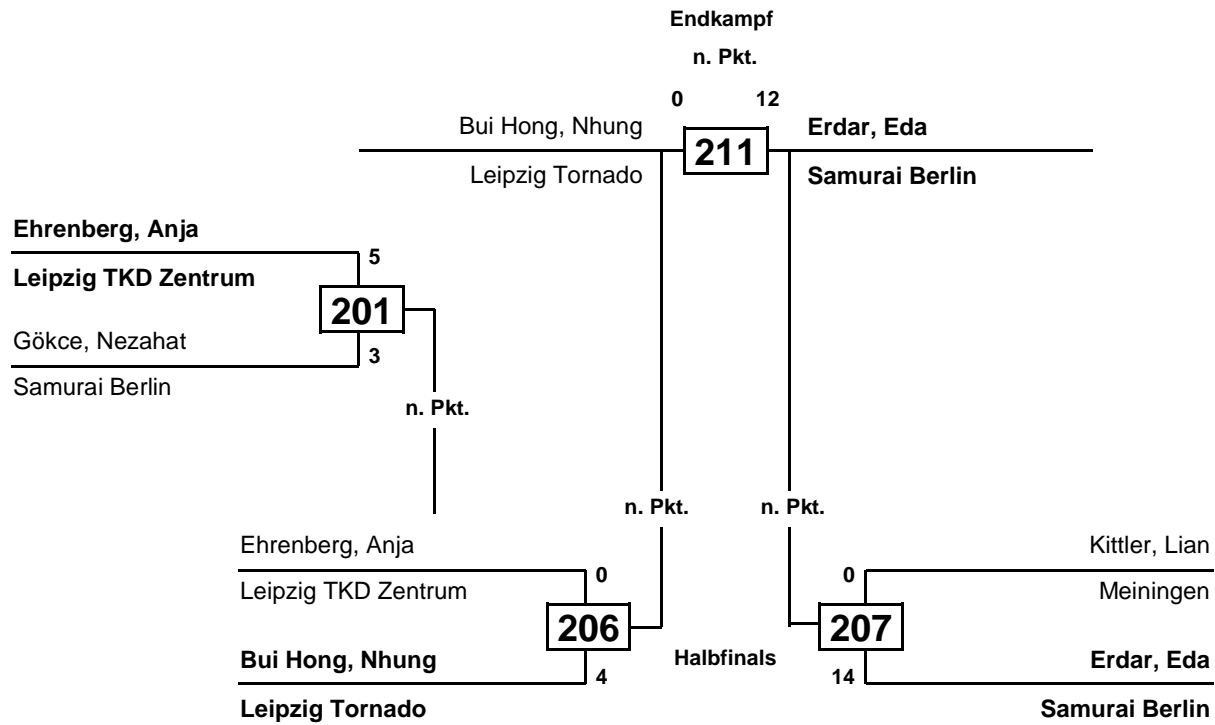 Endkampf
n. Pkt.
0 12
Bui Hong, Nhung 211 Erdar, Eda
Leipzig Tornado Samurai Berlin
Ehrenberg, Anja
5
Leipzig TKD Zentrum
201
Gökce, Nezahat
3
Samurai Berlin
n. Pkt.
n. Pkt. n. Pkt.
Ehrenberg, Anja Kittler, Lian
0 0
Leipzig TKD Zentrum Meiningen
206 207
Bui Hong, Nhung Halbfinals Erdar, Eda
4 14
Leipzig Tornado Samurai Berlin